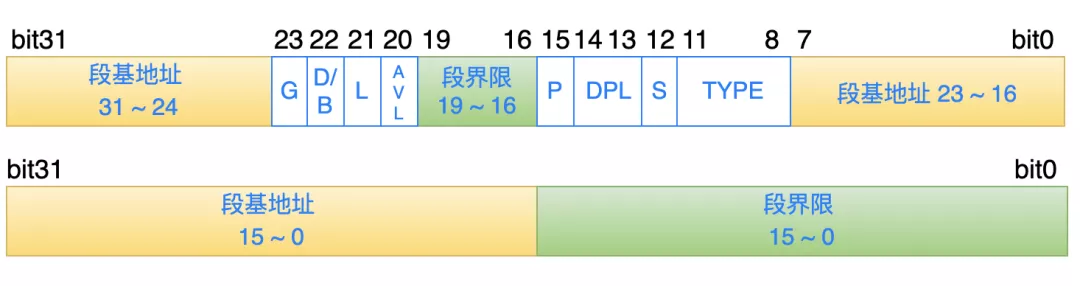 bit31 23 22 21 20 19 16 15 14 13 12 11 8 7 bit0
段基地址
31 ~ 24
G
D/
B
L
A
V
L
段界限
19 ~ 16
P
DPL
S
TYPE
段基地址 23 ~ 16
bit31 bit0
段基地址
15 ~ 0
段界限
15 ~ 0